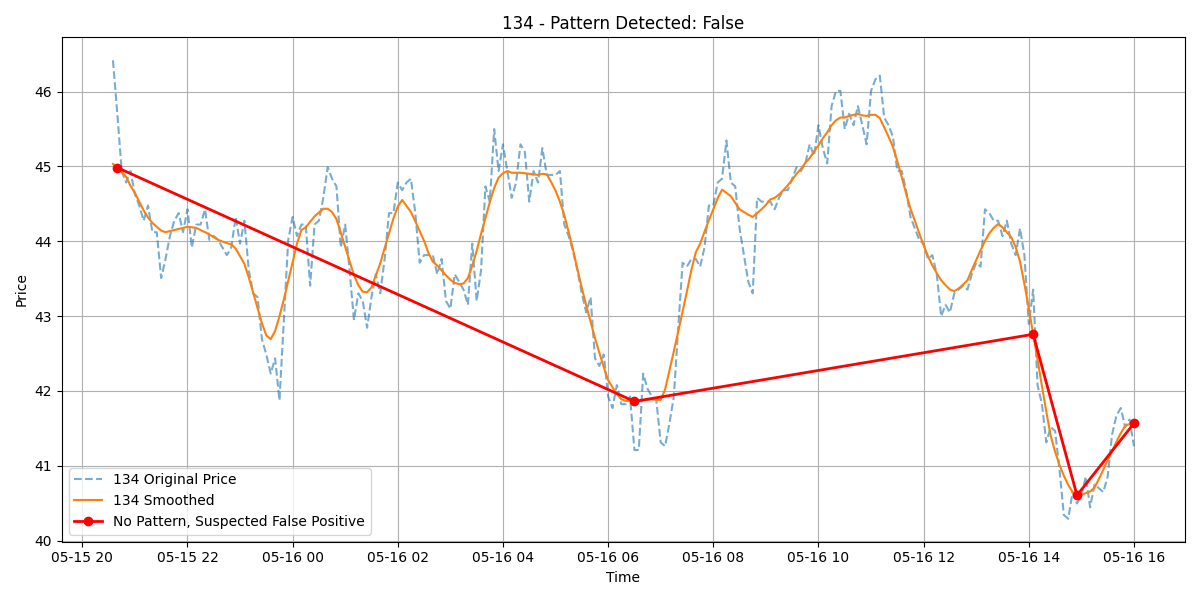 134 - Pattern Detected: False
Price
46
45
44
43
42
41
40
134 Original Price
134 Smoothed
No Pattern, Suspected False Positive
05-15 20 05-15 22 05-16 00 05-16 02 05-16 04 05-16 06 05-16 08 05-16 10 05-16 12 05-16 14 05-16 16
Time